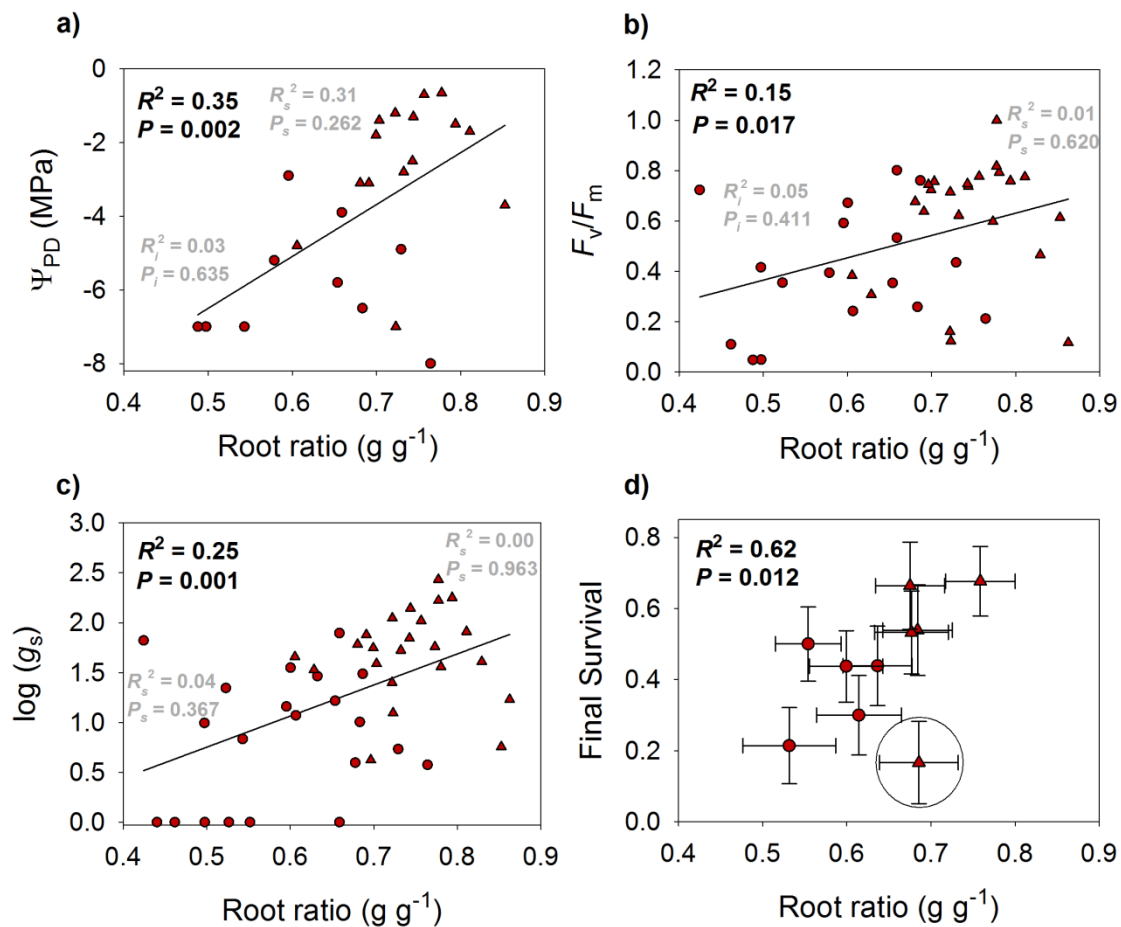 a)
R² = 0.35
P = 0.002
Rₛ² = 0.31
Pₛ = 0.262
Rᵢ² = 0.03
Pᵢ = 0.635
0
-2
-4
-6
-8
Ψ_PD (MPa)
0.4 0.5 0.6 0.7 0.8 0.9
Root ratio (g g⁻¹)
b)
R² = 0.15
P = 0.017
Rₛ² = 0.01
Pₛ = 0.620
Rᵢ² = 0.05
Pᵢ = 0.411
1.2
1.0
0.8
0.6
0.4
0.2
0.0
Fᵥ/Fₘ
0.4 0.5 0.6 0.7 0.8 0.9
Root ratio (g g⁻¹)
c)
R² = 0.25
P = 0.001
Rₛ² = 0.00
Pₛ = 0.963
Rₛ² = 0.04
Pₛ = 0.367
3.0
2.5
2.0
1.5
1.0
0.5
0.0
log (gₛ)
0.4 0.5 0.6 0.7 0.8 0.9
Root ratio (g g⁻¹)
d)
R² = 0.62
P = 0.012
0.8
0.6
0.4
0.2
0.0
Final Survival
0.4 0.5 0.6 0.7 0.8 0.9
Root ratio (g g⁻¹)